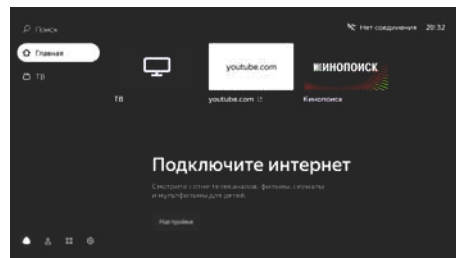 Поиск
Нет соединения 20:32
Главная
ТВ
youtube.com
КИНОПОИСК
ТВ
youtube.com
Кинопоиск
Подключите интернет
Смотрите сотни телеканалов, фильмы, сериалы
и мультфильмы для детей
Настройки